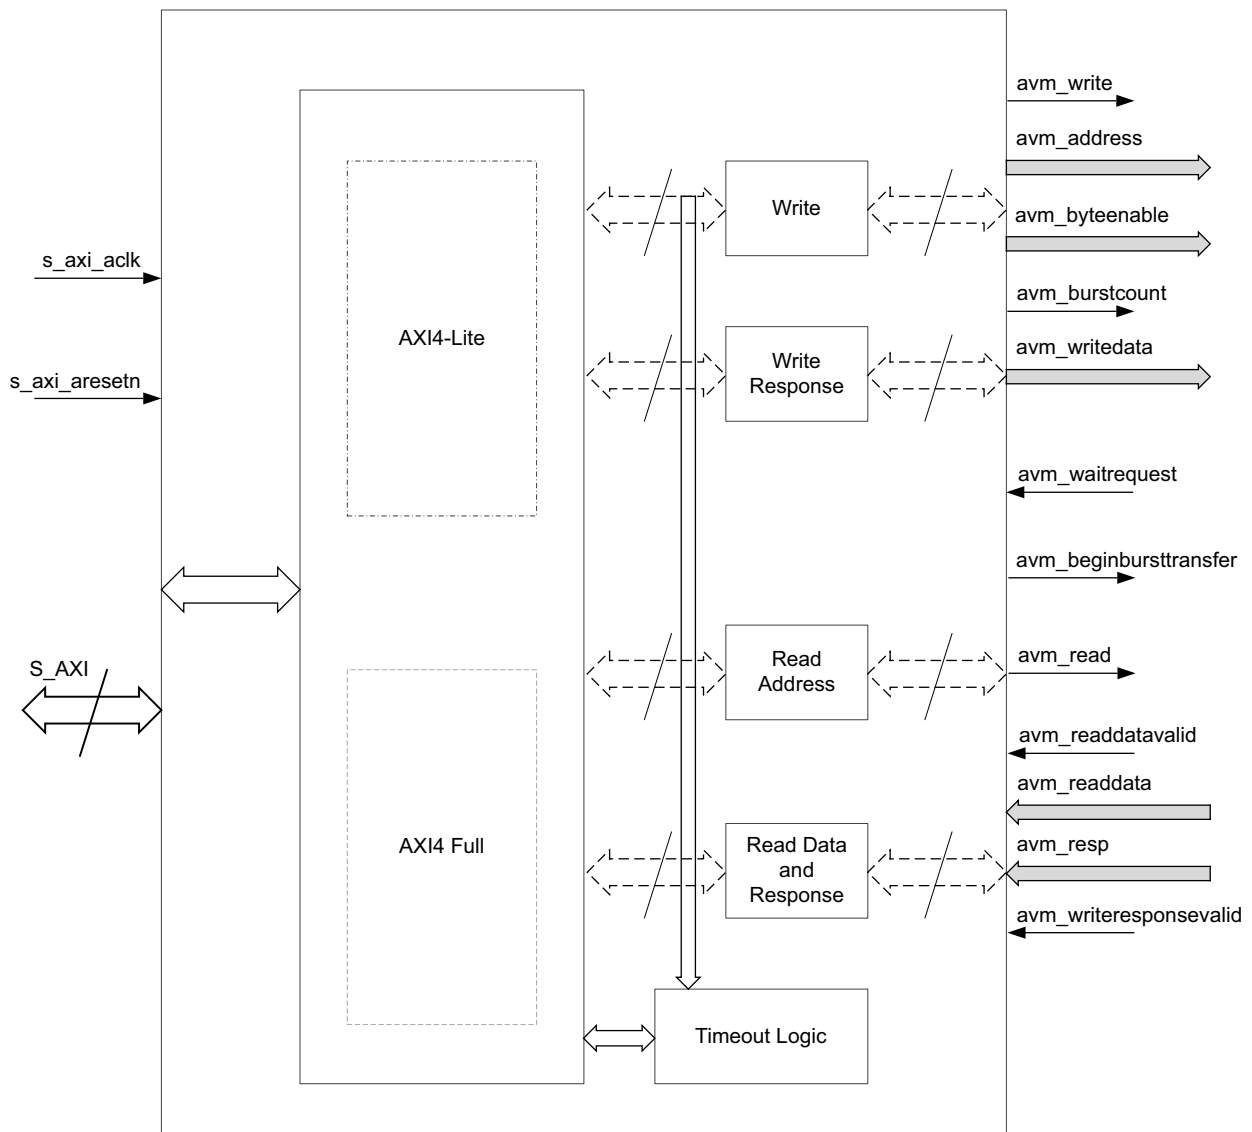 s_axi_aclk
s_axi_aresetn
S_AXI
AXI4-Lite
AXI4 Full
Write
Write
Response
Read
Address
Read Data
and
Response
Timeout Logic
avm_write
avm_address
avm_byteenable
avm_burstcount
avm_writedata
avm_waitrequest
avm_beginbursttransfer
avm_read
avm_readdatavalid
avm_readdata
avm_resp
avm_writeresponsevalid